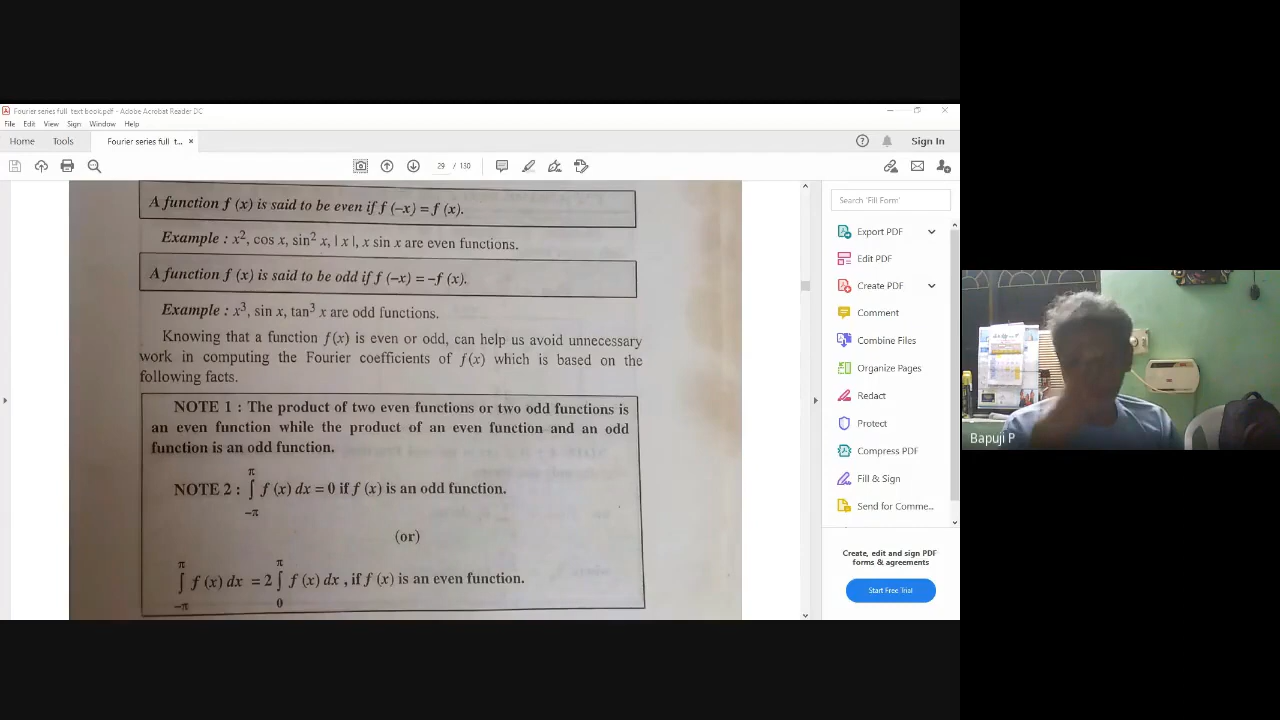 Fourier series full text book.pdf - Adobe Acrobat Reader DC
File Edit View Sign Window Help
Home Tools Fourier series full t... × Sign In
29 / 130
A function f (x) is said to be even if f (−x) = f (x).
Example : x², cos x, sin² x, | x |, x sin x are even functions.
A function f (x) is said to be odd if f (−x) = −f (x).
Example : x³, sin x, tan³ x are odd functions.
Knowing that a function f(x) is even or odd, can help us avoid unnecessary
work in computing the Fourier coefficients of f(x) which is based on the
following facts.
NOTE 1 : The product of two even functions or two odd functions is
an even function while the product of an even function and an odd
function is an odd function.
NOTE 2 : ∫_{−π}^{π} f (x) dx = 0 if f (x) is an odd function.
(or)
∫_{−π}^{π} f (x) dx = 2 ∫_{0}^{π} f (x) dx , if f (x) is an even function.
Search 'Fill Form'
Export PDF
Edit PDF
Create PDF
Comment
Combine Files
Organize Pages
Redact
Protect
Compress PDF
Fill & Sign
Send for Comme...
Create, edit and sign PDF
forms & agreements
Start Free Trial
Bapuji P